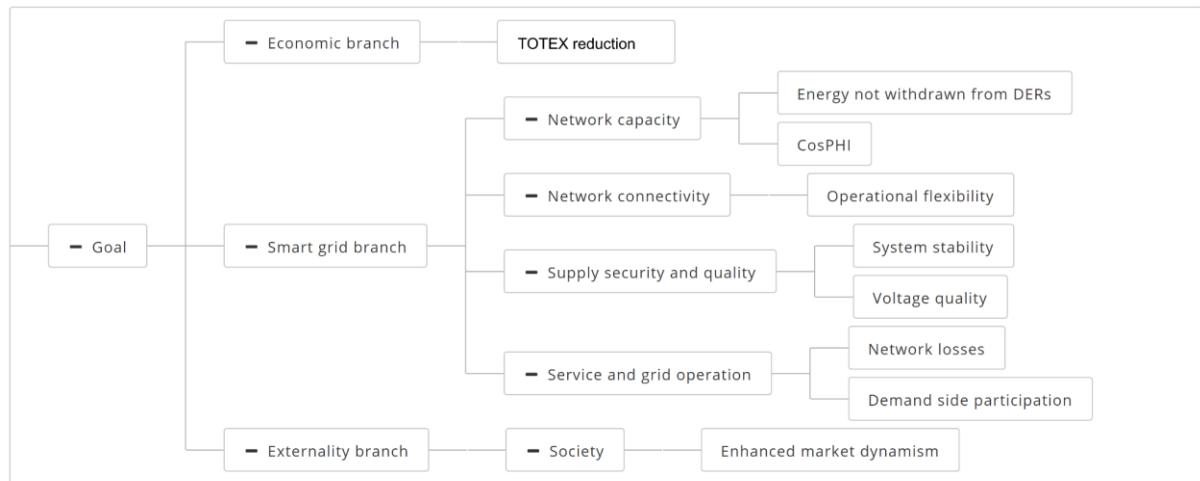 Economic branch
TOTEX reduction
Energy not withdrawn from DERs
Network capacity
CosPHI
Network connectivity
Operational flexibility
Goal
Smart grid branch
System stability
Supply security and quality
Voltage quality
Network losses
Service and grid operation
Demand side participation
Externality branch
Society
Enhanced market dynamism